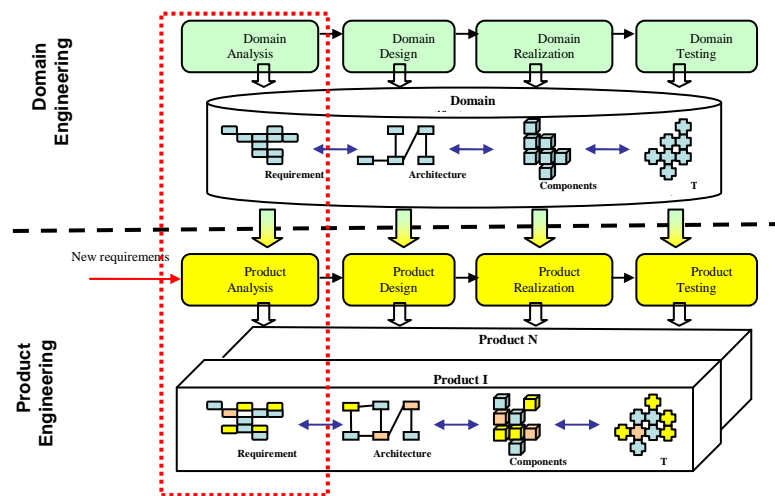 Domain
Engineering
Domain
Analysis
Domain
Design
Domain
Realization
Domain
Testing
Domain
Requirement
Architecture
Components
T
New requirements
Product
Engineering
Product
Analysis
Product
Design
Product
Realization
Product
Testing
Product N
Product I
Requirement
Architecture
Components
T